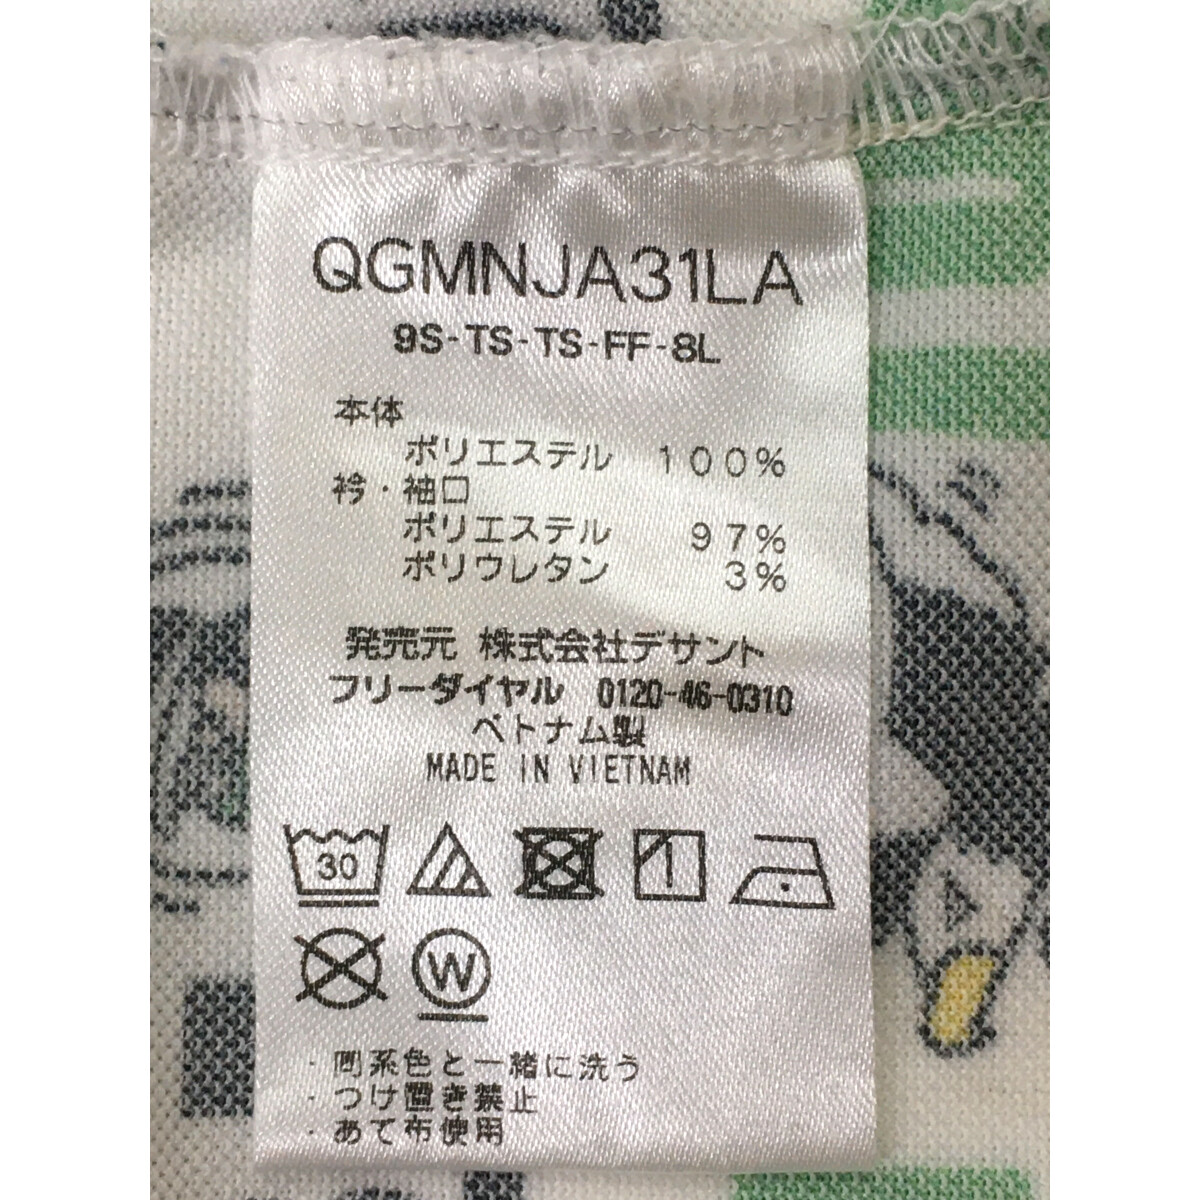 QGMNJA31LA
9S-TS-TS-FF-8L
本体
ポリエステル 100%
衿・袖口
ポリエステル 97%
ポリウレタン 3%
発売元 株式会社デサント
フリーダイヤル 0120-46-0310
ベトナム製
MADE IN VIETNAM
30
W
・同系色と一緒に洗う
・つけ置き禁止
・あて布使用